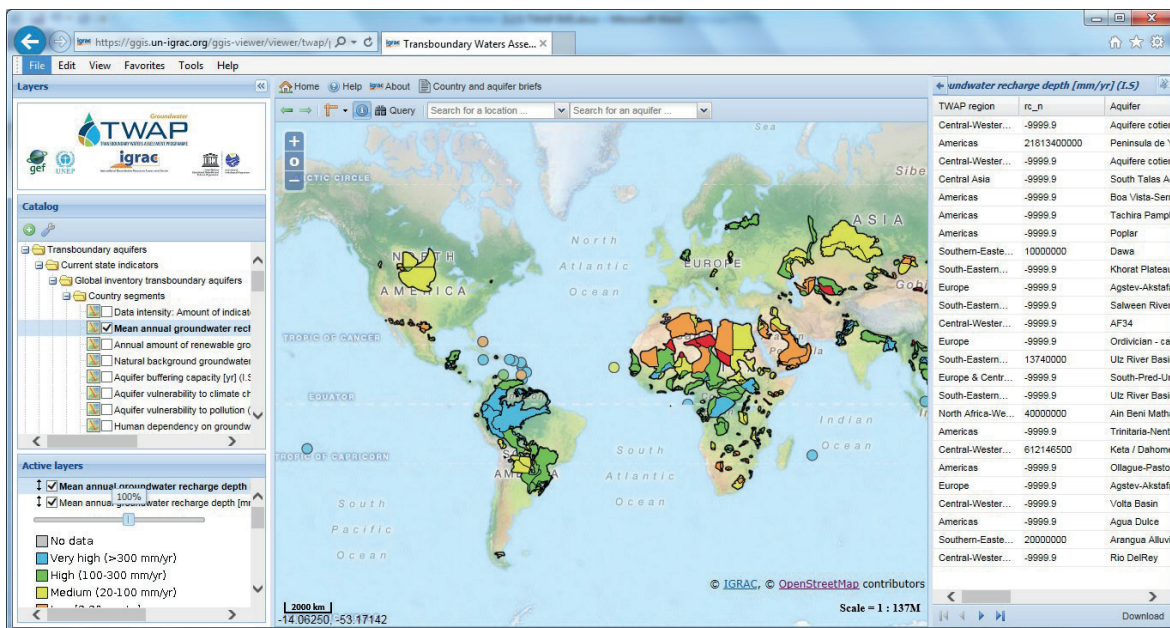 https://ggis.un-igrac.org/ggis-viewer/viewer/twap/
igrac Transboundary Waters Asse...
File Edit View Favorites Tools Help
Layers
Home Help igrac About Country and aquifer briefs
Query Search for a location ... Search for an aquifer ...
Groundwater
TWAP
TRANSBOUNDARY WATERS ASSESSMENT PROGRAMME
gef
UNEP
igrac
Catalog
Transboundary aquifers
Current state indicators
Global inventory transboundary aquifers
Country segments
Data intensity: Amount of indicat
Mean annual groundwater rech
Annual amount of renewable gro
Natural background groundwater
Aquifer buffering capacity [yr] (I.S
Aquifer vulnerability to climate ch
Aquifer vulnerability to pollution (
Human dependency on groundw
Active layers
Mean annual groundwater recharge depth
100%
Mean annual groundwater recharge depth [mm
No data
Very high (>300 mm/yr)
High (100-300 mm/yr)
Medium (20-100 mm/yr)
Sea
CTIC CIRCLE
Sibe
ASIA
North
Atlantic
Ocean
EUROPE
NORTH
AMERICA
Gobi
TROPIC OF CANCER
EQUATOR
Indian
Ocean
TROPIC OF CAPRICORN
South
Atlantic
Ocean
South
Pacific
Ocean
© IGRAC, © OpenStreetMap contributors
2000 km
-14.06250, -53.17142
Scale = 1 : 137M
undwater recharge depth [mm/yr] (I.S)
TWAP region rc_n Aquifer
Central-Wester... -9999.9 Aquifere cotier
Americas 21813400000 Peninsula de Y
Central-Wester... -9999.9 Aquifere cotier
Central Asia -9999.9 South Talas A
Americas -9999.9 Boa Vista-Serr
Americas -9999.9 Tachira Pampl
Americas -9999.9 Poplar
Southern-Easte... 10000000 Dawa
South-Eastern... -9999.9 Khorat Plateau
Europe -9999.9 Agstev-Akstafa
South-Eastern... -9999.9 Salween River
Central-Wester... -9999.9 AF34
Europe -9999.9 Ordivician - ca
South-Eastern... 13740000 Ulz River Basi
Europe & Centr... -9999.9 South-Pred-Ur
South-Eastern... -9999.9 Ulz River Basi
North Africa-We... 40000000 Ain Beni Math
Americas -9999.9 Trinitaria-Nent
Central-Wester... 612146500 Keta / Dahome
Americas -9999.9 Ollague-Pasto
Europe -9999.9 Agstev-Akstafa
Central-Wester... -9999.9 Volta Basin
Americas -9999.9 Agua Dulce
Southern-Easte... 20000000 Arangua Alluvi
Central-Wester... -9999.9 Rio DelRey
Download